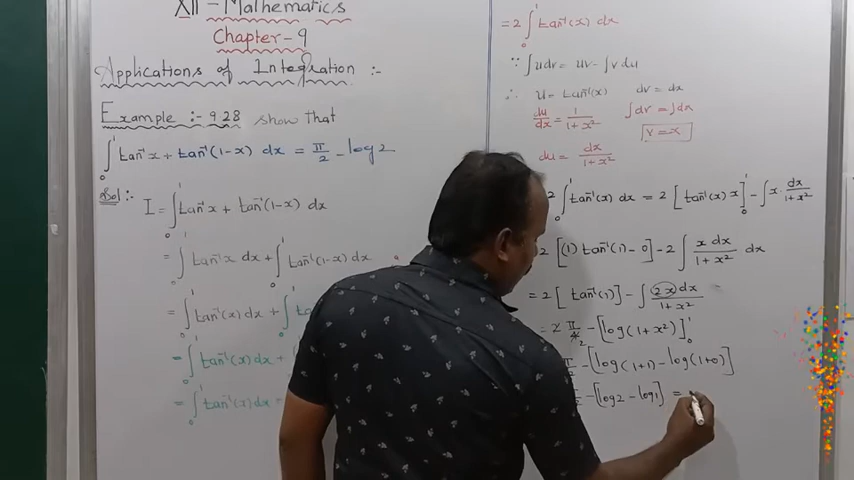 XII - Mathematics
Chapter - 9
Applications of Integration :-
Example :- 9.28 show that
∫₀¹ tan⁻¹x + tan⁻¹(1-x) dx = π/2 - log2
Sol :-
I = ∫₀¹ tan⁻¹x + tan⁻¹(1-x) dx
= ∫₀¹ tan⁻¹x dx + ∫₀¹ tan⁻¹(1-x) dx
= ∫₀¹ tan⁻¹(x) dx + ∫₀
= ∫₀¹ tan⁻¹(x) dx +
= ∫₀¹ tan⁻¹(x) dx =
= 2 ∫₀¹ tan⁻¹(x) dx
∵ ∫udv = uv - ∫vdu
∴ u = tan⁻¹(x) dv = dx
du/dx = 1/1+x² ∫dv = ∫dx
v = x
du = dx/1+x²
∫₀¹ tan⁻¹(x) dx = 2 [tan⁻¹(x) x]₀¹ - ∫x· dx/1+x²
2 [(1) tan⁻¹(1) - 0] - 2 ∫ x dx/1+x² dx
= 2 [tan⁻¹(1)] - ∫ 2x dx/1+x²
= 2 π/4 2 - [log(1+x²)]₀¹
- [log(1+1) - log(1+0)]
- [log2 - log1] =